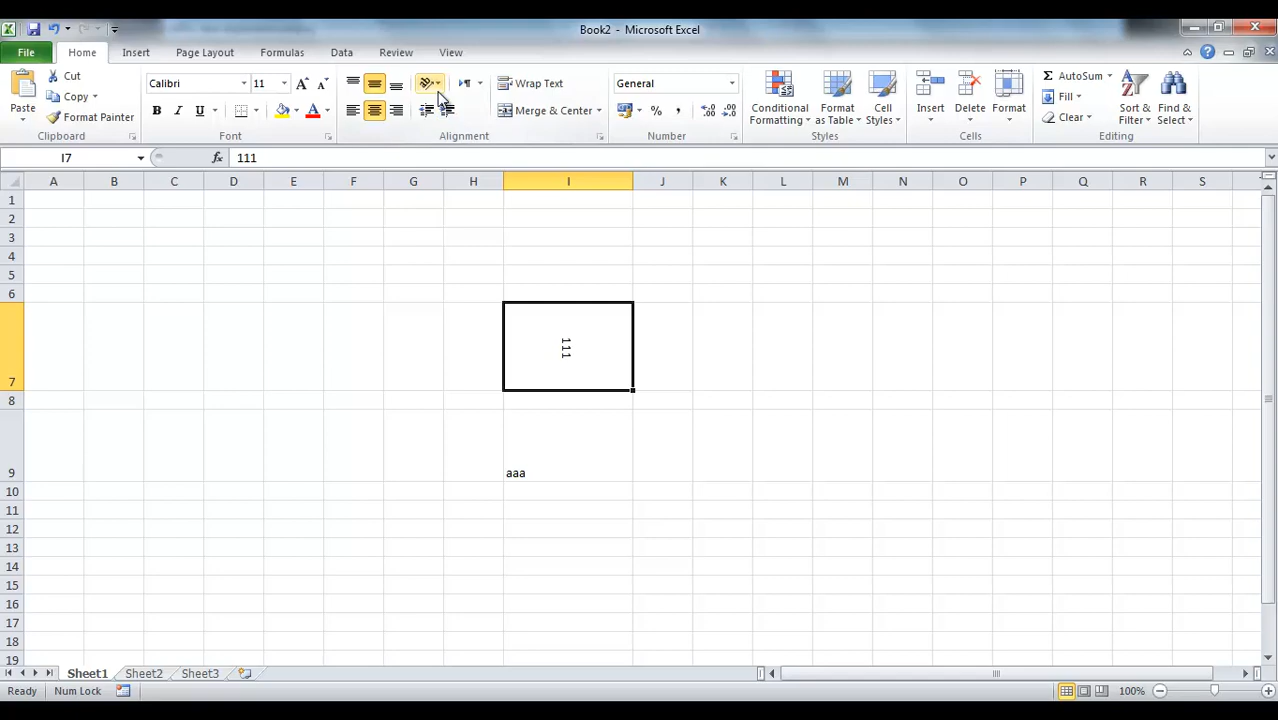 Book2 - Microsoft Excel
File Home Insert Page Layout Formulas Data Review View
Paste
Cut
Copy
Format Painter
Clipboard
Calibri 11
B I U A
Font
Wrap Text
Merge & Center
Alignment
General
%
Number
Conditional Formatting
Format as Table
Cell Styles
Styles
Insert Delete Format
Cells
Σ AutoSum
Fill
Clear
Sort & Filter
Find & Select
Editing
I7 fx 111
A B C D E F G H I J K L M N O P Q R S
1
2
3
4
5
6
7 111
8
9 aaa
10
11
12
13
14
15
16
17
18
19
Sheet1 Sheet2 Sheet3
Ready Num Lock 100%